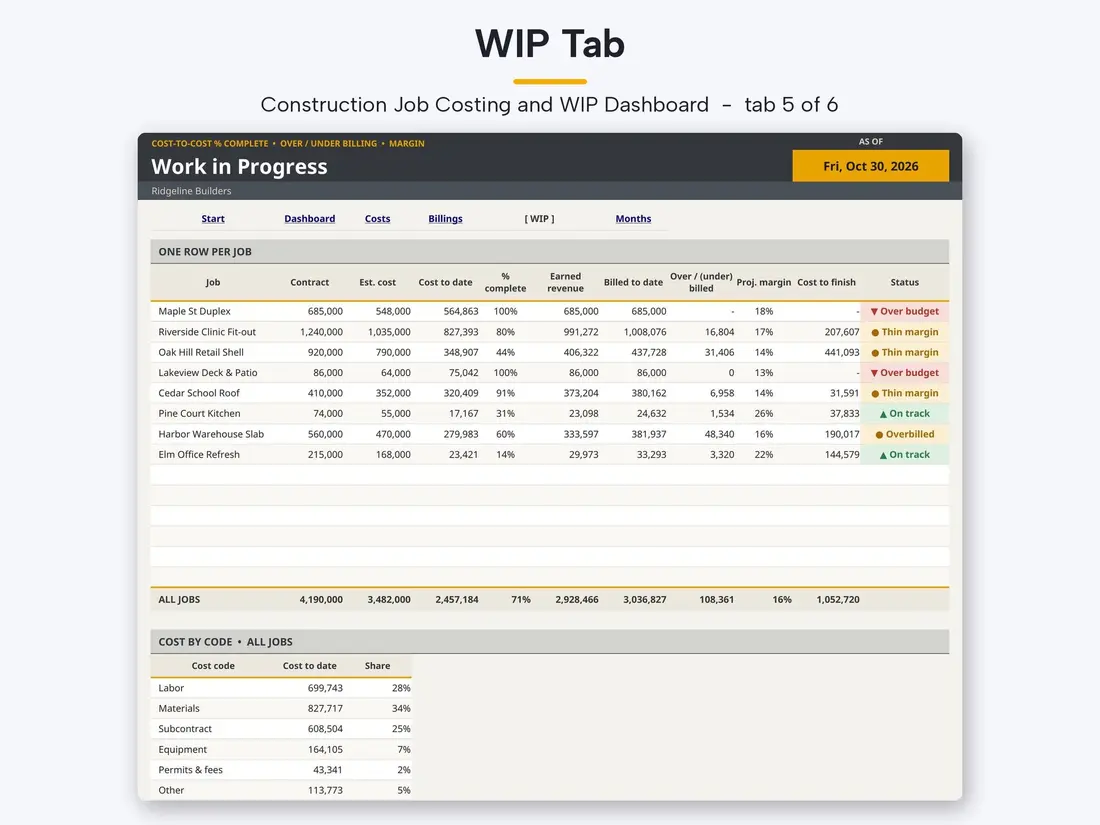 WIP Tab
Construction Job Costing and WIP Dashboard - tab 5 of 6
COST-TO-COST % COMPLETE • OVER / UNDER BILLING • MARGIN
AS OF
Work in Progress
Fri, Oct 30, 2026
Ridgeline Builders
Start Dashboard Costs Billings [ WIP ] Months
ONE ROW PER JOB
Job Contract Est. cost Cost to date % complete Earned revenue Billed to date Over / (under) billed Proj. margin Cost to finish Status
Maple St Duplex 685,000 548,000 564,863 100% 685,000 685,000 - 18% - ▼ Over budget
Riverside Clinic Fit-out 1,240,000 1,035,000 827,393 80% 991,272 1,008,076 16,804 17% 207,607 ● Thin margin
Oak Hill Retail Shell 920,000 790,000 348,907 44% 406,322 437,728 31,406 14% 441,093 ● Thin margin
Lakeview Deck & Patio 86,000 64,000 75,042 100% 86,000 86,000 0 13% - ▼ Over budget
Cedar School Roof 410,000 352,000 320,409 91% 373,204 380,162 6,958 14% 31,591 ● Thin margin
Pine Court Kitchen 74,000 55,000 17,167 31% 23,098 24,632 1,534 26% 37,833 ▲ On track
Harbor Warehouse Slab 560,000 470,000 279,983 60% 333,597 381,937 48,340 16% 190,017 ● Overbilled
Elm Office Refresh 215,000 168,000 23,421 14% 29,973 33,293 3,320 22% 144,579 ▲ On track
ALL JOBS 4,190,000 3,482,000 2,457,184 71% 2,928,466 3,036,827 108,361 16% 1,052,720
COST BY CODE • ALL JOBS
Cost code Cost to date Share
Labor 699,743 28%
Materials 827,717 34%
Subcontract 608,504 25%
Equipment 164,105 7%
Permits & fees 43,341 2%
Other 113,773 5%